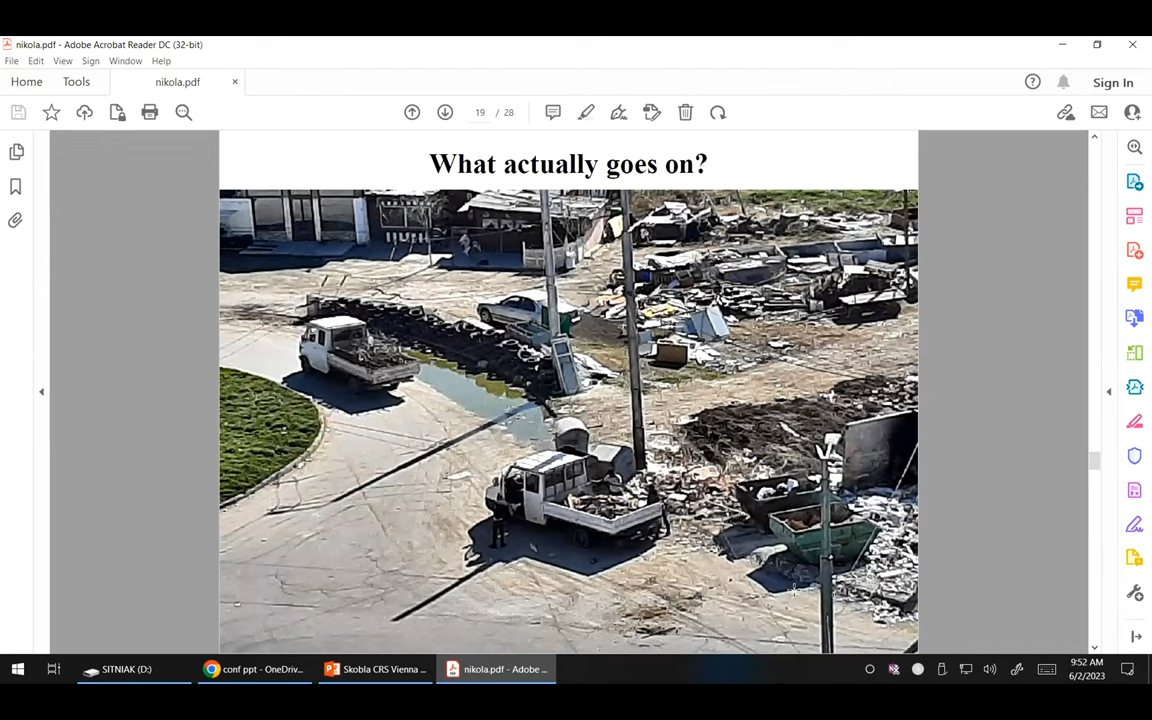 nikola.pdf - Adobe Acrobat Reader DC (32-bit)
File Edit View Sign Window Help
Home Tools nikola.pdf × Sign In
19 / 28
What actually goes on?
SITNIAK (D:) conf ppt - OneDriv... Skobla CRS Vienna ... nikola.pdf - Adobe ... 9:52 AM
6/2/2023